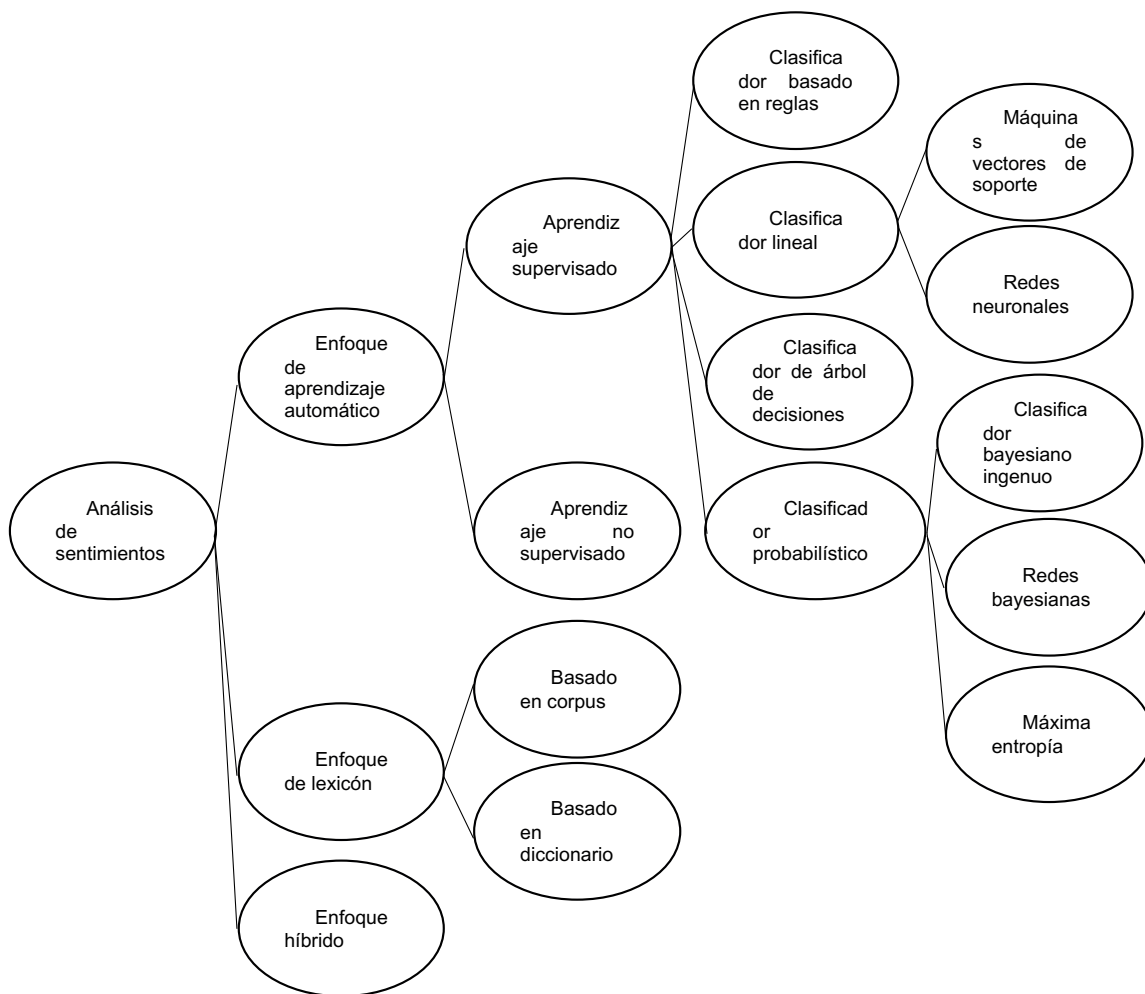 Clasifica
dor basado
en reglas
Máquina
s de
vectores de
soporte
Aprendiz
aje
supervisado
Clasifica
dor lineal
Redes
neuronales
Enfoque
de
aprendizaje
automático
Clasifica
dor de árbol
de
decisiones
Clasifica
dor
bayesiano
ingenuo
Análisis
de
sentimientos
Aprendiz
aje no
supervisado
Clasificad
or
probabilístico
Redes
bayesianas
Basado
en corpus
Enfoque
de lexicón
Máxima
entropía
Basado
en
diccionario
Enfoque
híbrido